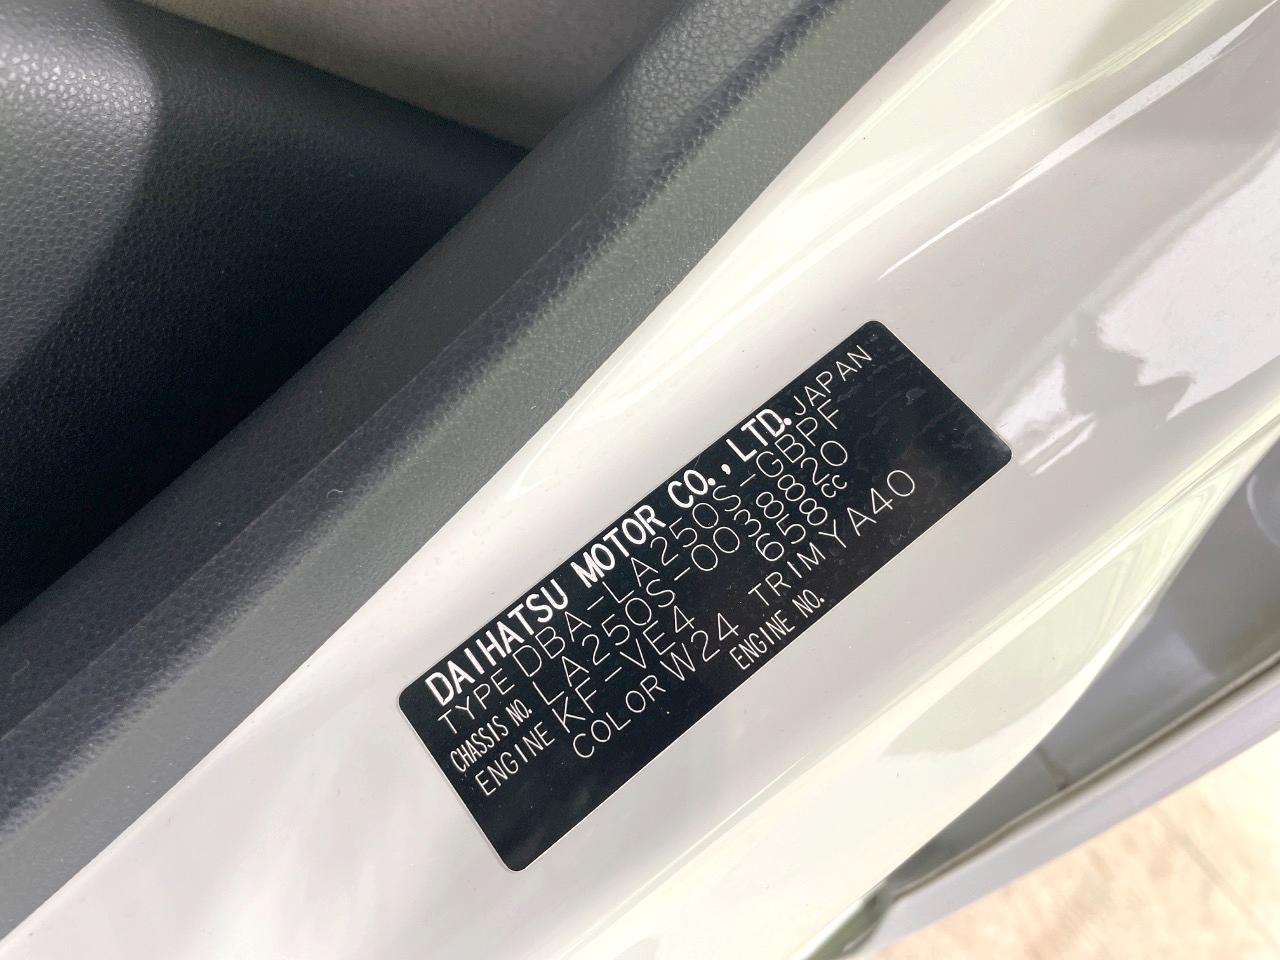 DAIHATSU MOTOR CO.,LTD. JAPAN
TYPE DBA-LA250S-GBPF
CHASSIS NO. LA250S-0038820
ENGINE KF-VE4 658cc
COLOR W24 TRIM YA40
ENGINE NO.